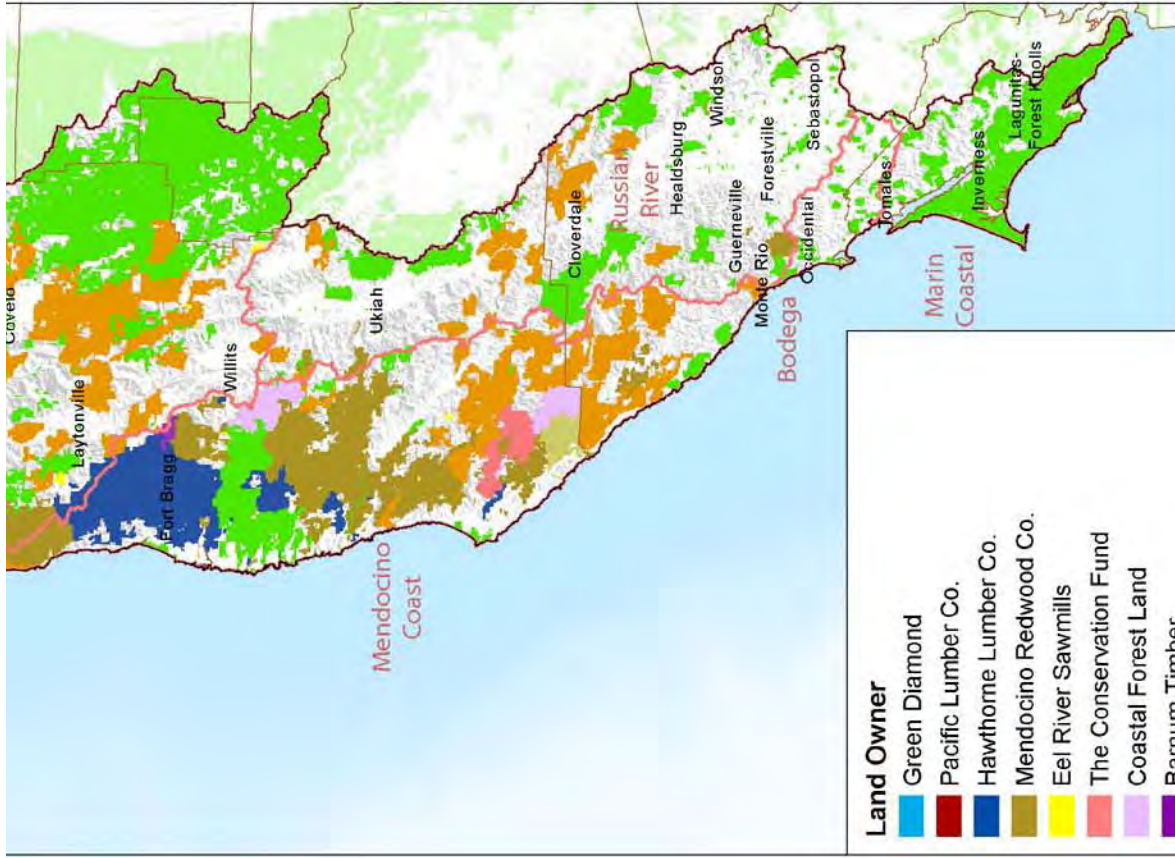 Covelo
Laytonville
Fort Bragg
Willits
Ukiah
Mendocino
Coast
Cloverdale
Russian
River
Healdsburg
Windsor
Guerneville
Forestville
Monte Rio
Sebastopol
Occidental
Bodega
Tomales
Marin
Coastal
Inverness
Lagunitas-
Forest Knolls
Land Owner
Green Diamond
Pacific Lumber Co.
Hawthorne Lumber Co.
Mendocino Redwood Co.
Eel River Sawmills
The Conservation Fund
Coastal Forest Land
Barnum Timber